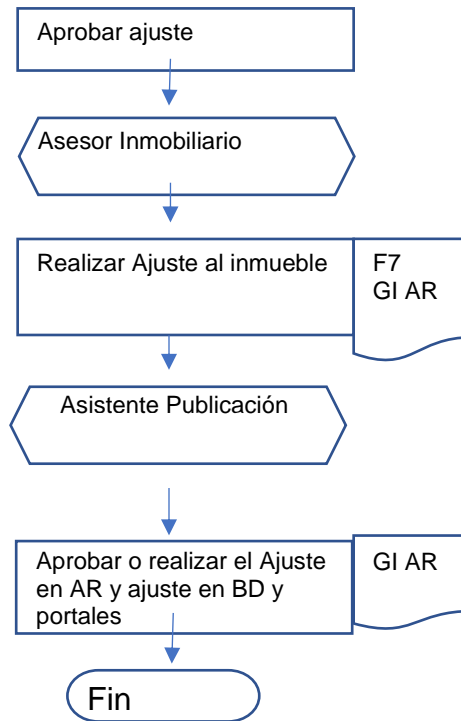 Aprobar ajuste
Asesor Inmobiliario
Realizar Ajuste al inmueble
F7
GI AR
Asistente Publicación
Aprobar o realizar el Ajuste
en AR y ajuste en BD y
portales
GI AR
Fin